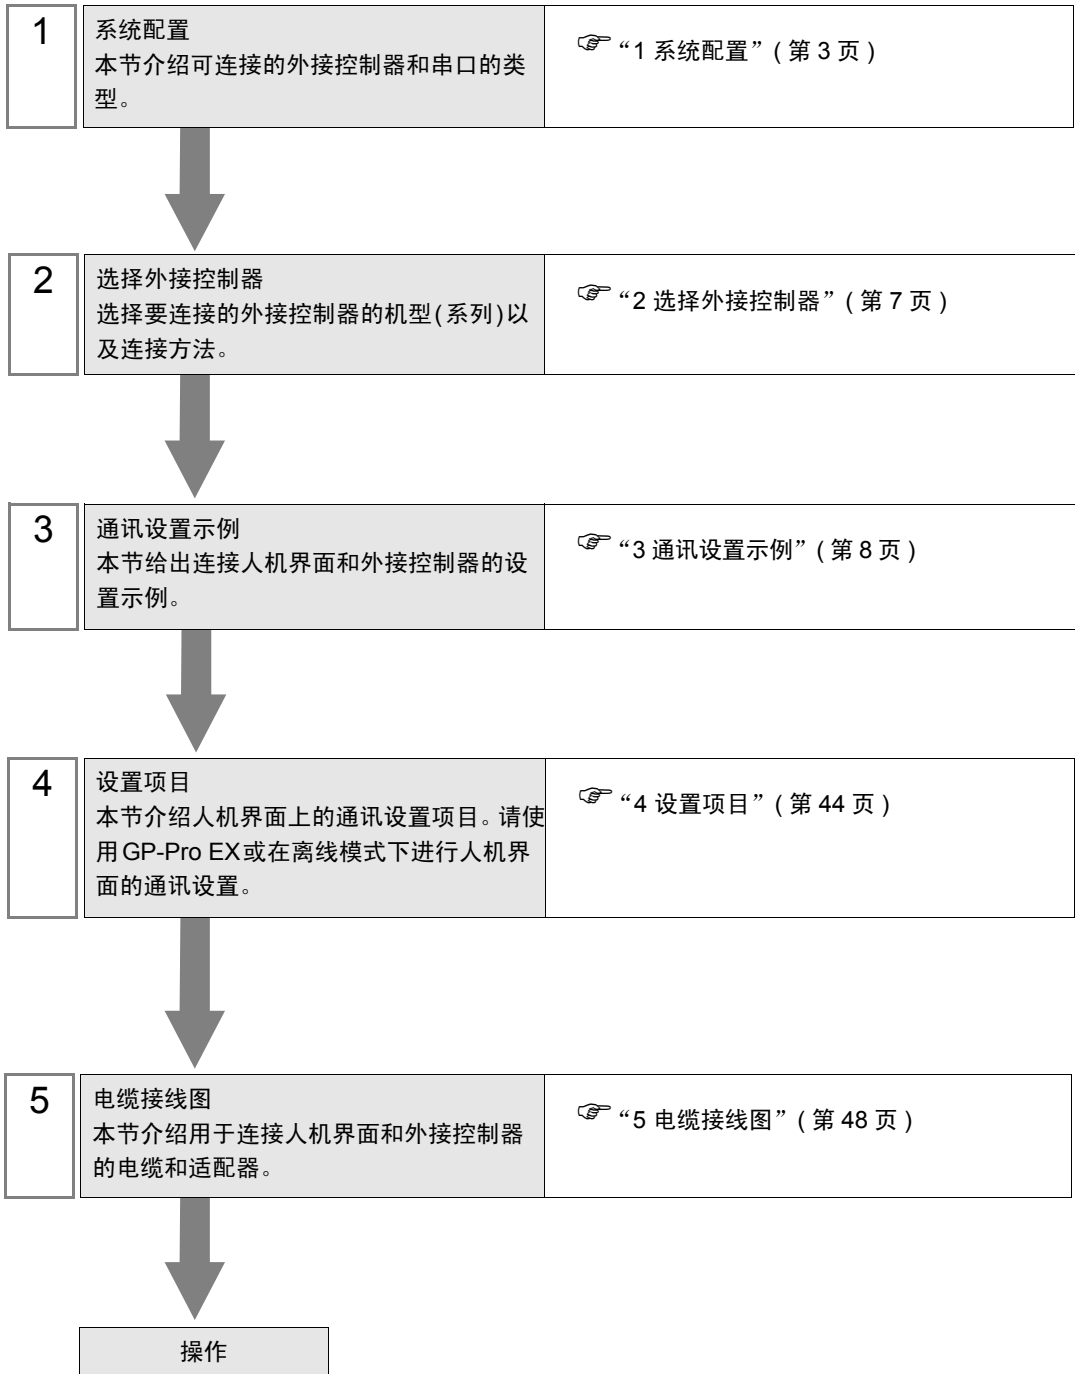 1
系统配置
本节介绍可连接的外接控制器和串口的类
型。
☞ “1 系统配置” ( 第 3 页 )
2
选择外接控制器
选择要连接的外接控制器的机型(系列)以
及连接方法。
☞ “2 选择外接控制器” ( 第 7 页 )
3
通讯设置示例
本节给出连接人机界面和外接控制器的设
置示例。
☞ “3 通讯设置示例” ( 第 8 页 )
4
设置项目
本节介绍人机界面上的通讯设置项目。请使
用GP-Pro EX或在离线模式下进行人机界
面的通讯设置。
☞ “4 设置项目” ( 第 44 页 )
5
电缆接线图
本节介绍用于连接人机界面和外接控制器
的电缆和适配器。
☞ “5 电缆接线图” ( 第 48 页 )
操作